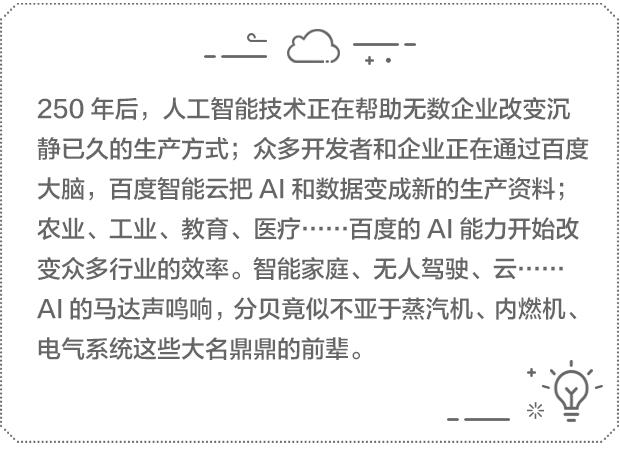 250 年后，人工智能技术正在帮助无数企业改变沉
静已久的生产方式；众多开发者和企业正在通过百度
大脑，百度智能云把 AI 和数据变成新的生产资料；
农业、工业、教育、医疗……百度的 AI 能力开始改
变众多行业的效率。智能家庭、无人驾驶、云……
AI 的马达声鸣响，分贝竟似不亚于蒸汽机、内燃机、
电气系统这些大名鼎鼎的前辈。